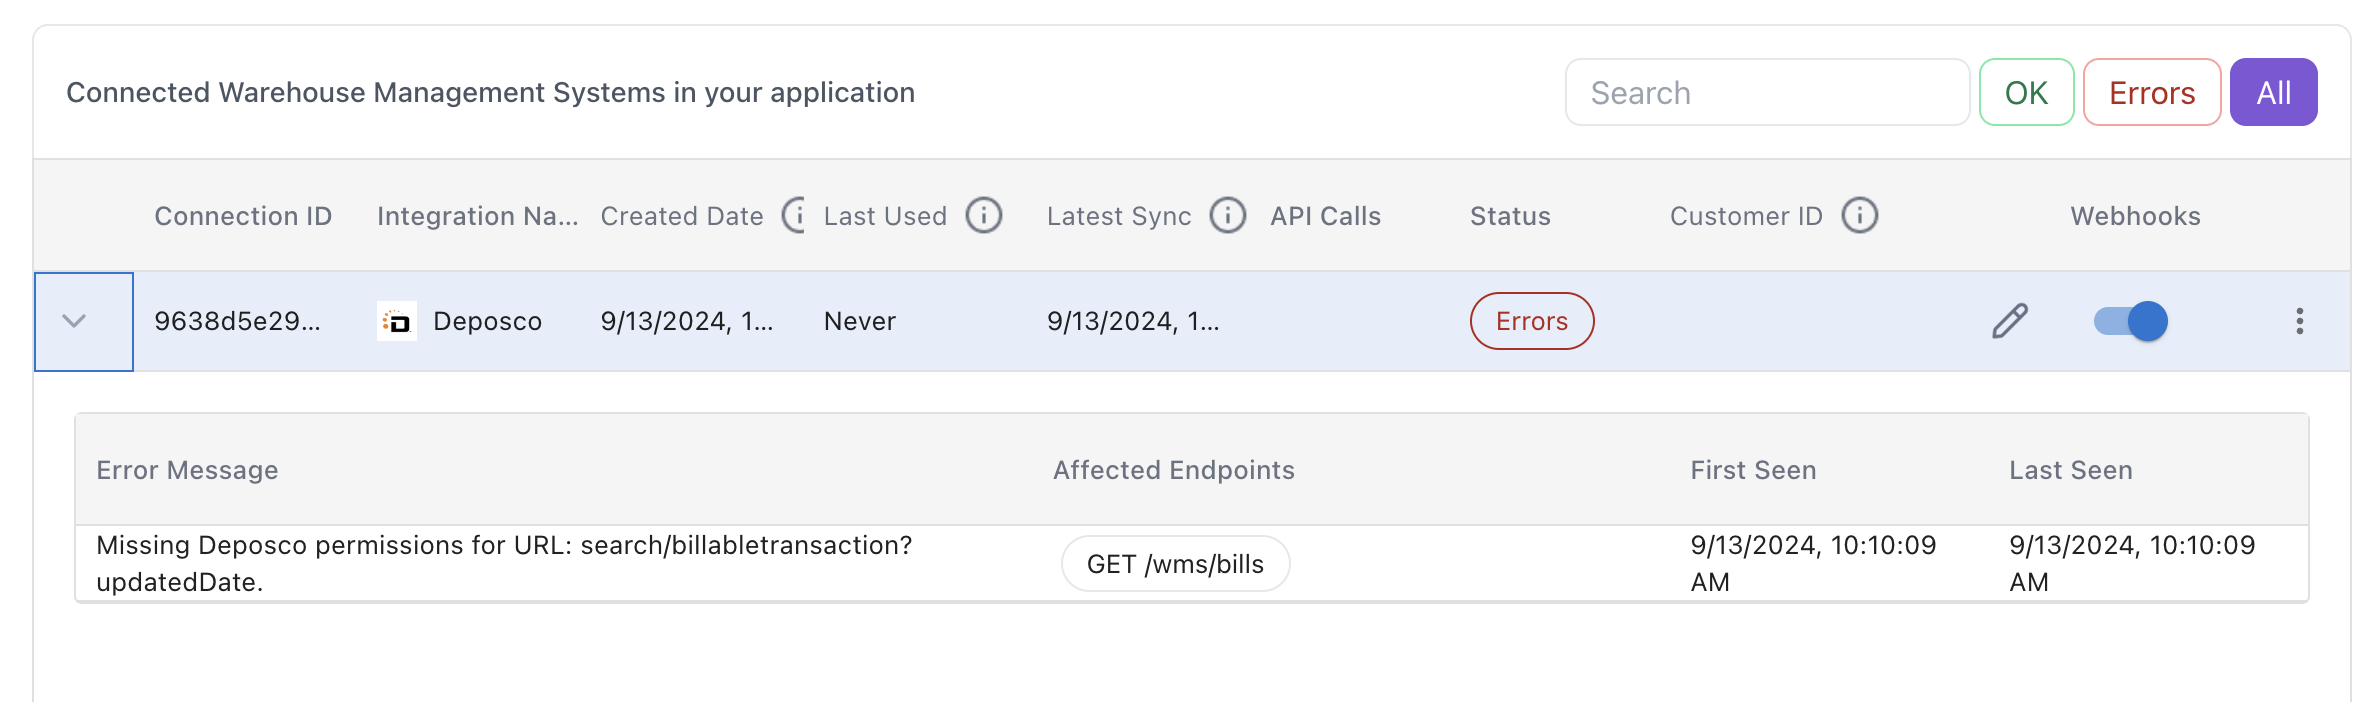 Connected Warehouse Management Systems in your application
Search
OK
Errors
All
Connection ID
Integration Na...
Created Date
Last Used
Latest Sync
API Calls
Status
Customer ID
Webhooks
9638d5e29...
D
Deposco
9/13/2024, 1...
Never
9/13/2024, 1...
Errors
Error Message
Affected Endpoints
First Seen
Last Seen
Missing Deposco permissions for URL: search/billabletransaction?
updatedDate.
GET /wms/bills
9/13/2024, 10:10:09
AM
9/13/2024, 10:10:09
AM